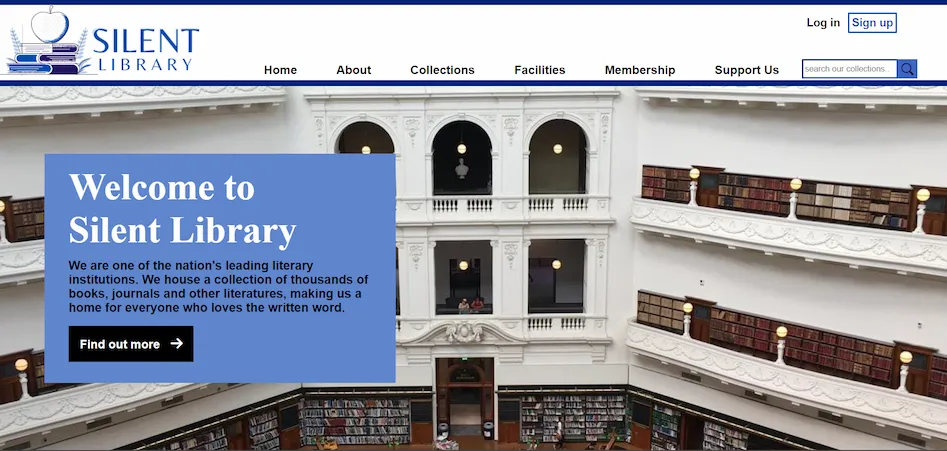 SILENT
LIBRARY
Log in Sign up
Home About Collections Facilities Membership Support Us search our collections
Welcome to
Silent Library
We are one of the nation's leading literary
institutions. We house a collection of thousands of
books, journals and other literatures, making us a
home for everyone who loves the written word.
Find out more